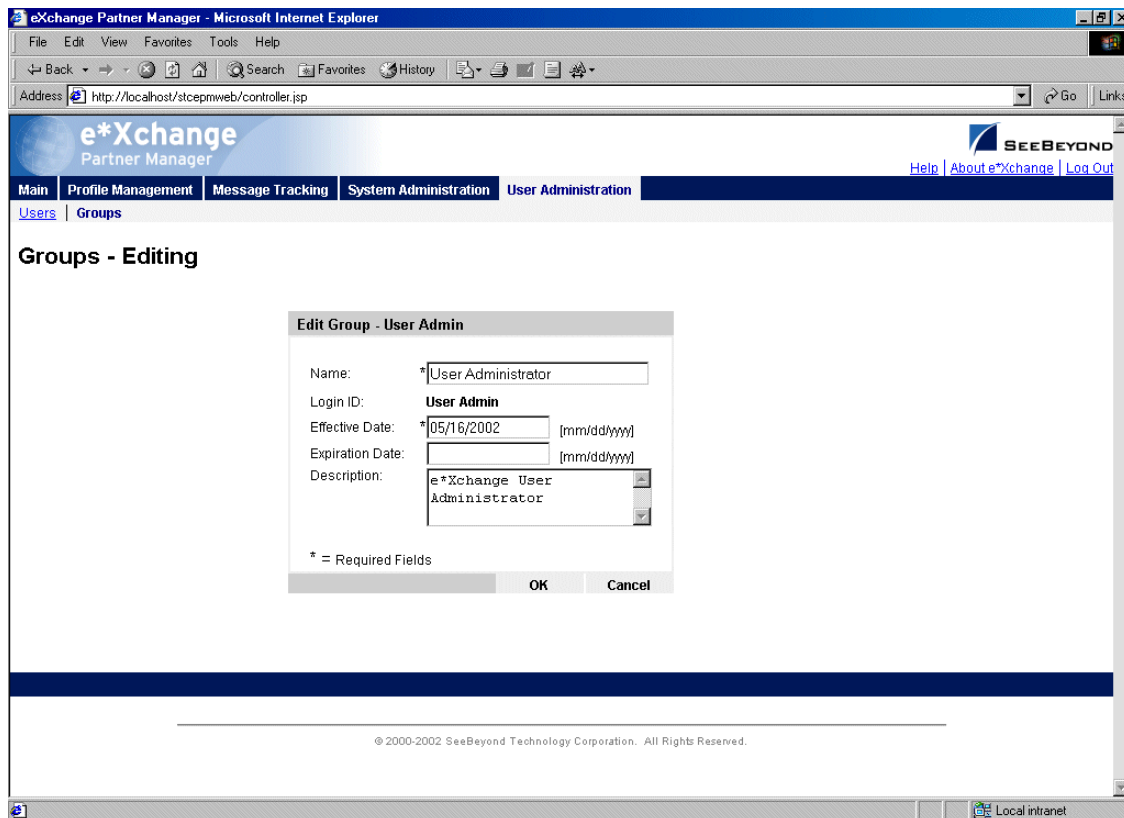 eXchange Partner Manager - Microsoft Internet Explorer
File Edit View Favorites Tools Help
Back Search Favorites History
Address http://localhost/stcepmweb/controller.jsp Go Links
e*Xchange
Partner Manager
SEEBEYOND
Help | About e*Xchange | Log Out
Main Profile Management Message Tracking System Administration User Administration
Users | Groups
Groups - Editing
Edit Group - User Admin
Name: *User Administrator
Login ID: User Admin
Effective Date: *05/16/2002 [mm/dd/yyyy]
Expiration Date: [mm/dd/yyyy]
Description: e*Xchange User
Administrator
* = Required Fields
OK Cancel
© 2000-2002 SeeBeyond Technology Corporation. All Rights Reserved.
Local intranet